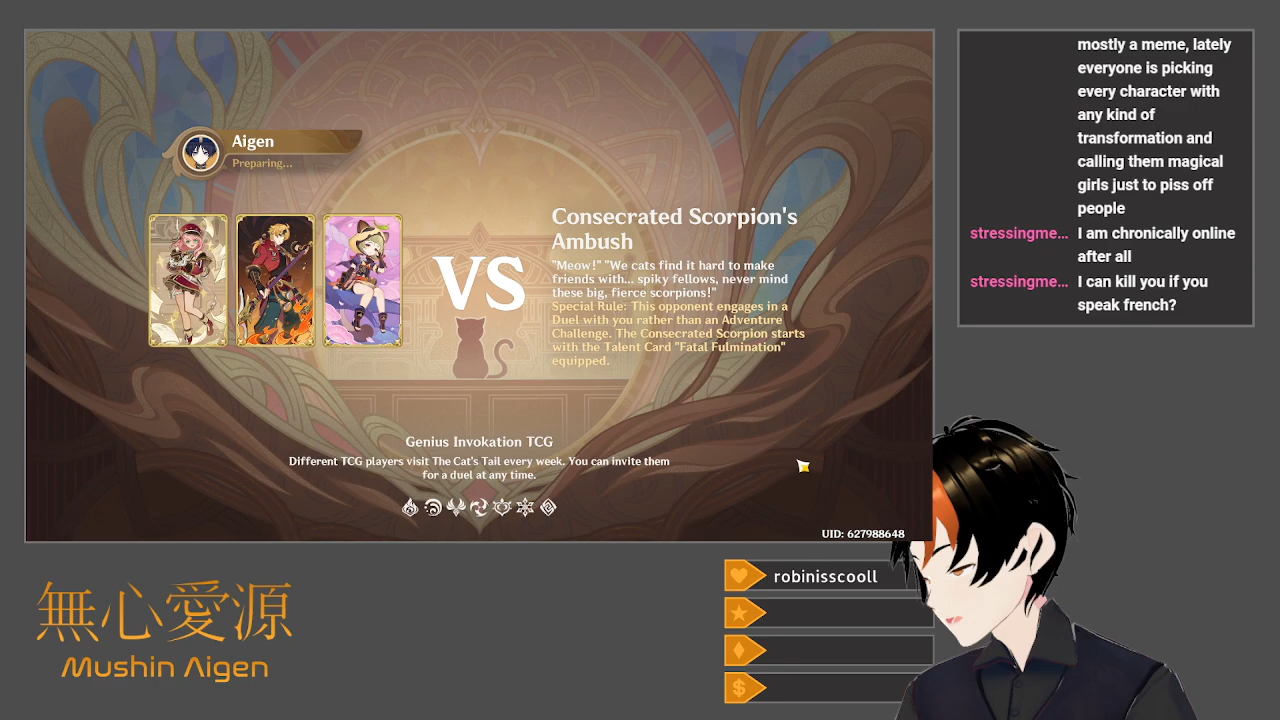 Aigen
Preparing...
VS
Consecrated Scorpion's
Ambush
"Meow!" "We cats find it hard to make
friends with... spiky fellows, never mind
these big, fierce scorpions!"
Special Rule: This opponent engages in a
Duel with you rather than an Adventure
Challenge. The Consecrated Scorpion starts
with the Talent Card "Fatal Fulmination"
equipped.
Genius Invokation TCG
Different TCG players visit The Cat's Tail every week. You can invite them
for a duel at any time.
UID: 627988648
mostly a meme, lately
everyone is picking
every character with
any kind of
transformation and
calling them magical
girls just to piss off
people
stressingme... I am chronically online
after all
stressingme... I can kill you if you
speak french?
無心愛源
Mushin Aigen
robinisscooll
$